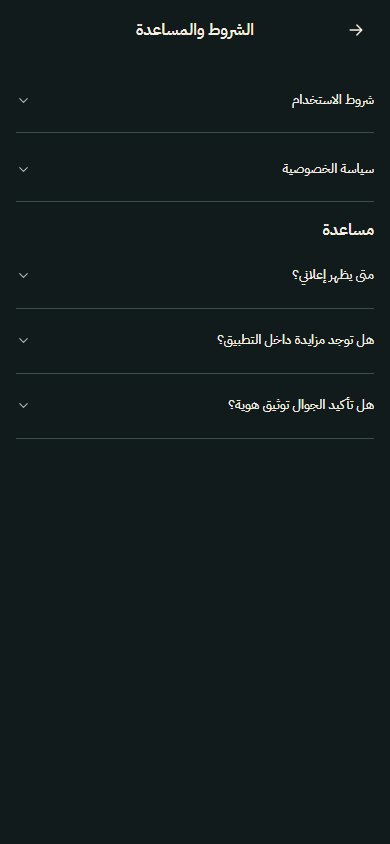 الشروط والمساعدة
شروط الاستخدام
سياسة الخصوصية
مساعدة
متى يظهر إعلاني؟
هل توجد مزايدة داخل التطبيق؟
هل تأكيد الجوال توثيق هوية؟